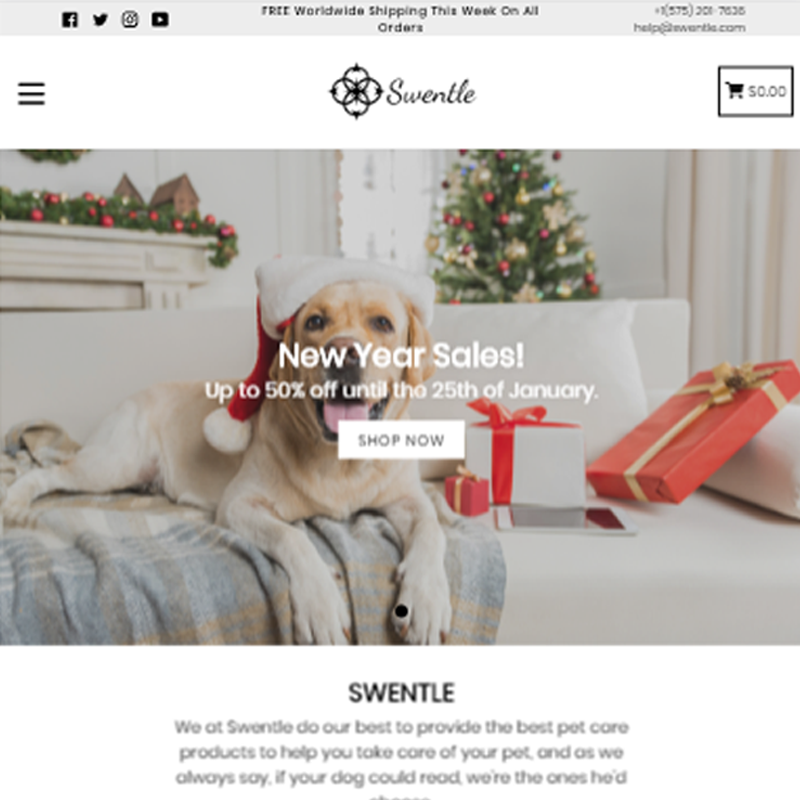 FREE Worldwide Shipping This Week On All
Orders
+1(575) 201-7636
help@swentle.com
Swentle
$0.00
New Year Sales!
Up to 50% off until the 25th of January.
SHOP NOW
SWENTLE
We at Swentle do our best to provide the best pet care
products to help you take care of your pet, and as we
always say, if your dog could read, we're the ones he'd